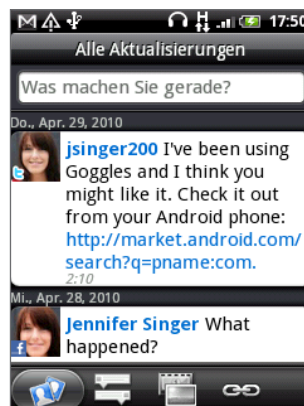 17:50
Alle Aktualisierungen
Was machen Sie gerade?
Do., Apr. 29, 2010
jsinger200 I've been using
Goggles and I think you
might like it. Check it out
from your Android phone:
http://market.android.com/
search?q=pname:com.
2:10
Mi., Apr. 28, 2010
Jennifer Singer What
happened?